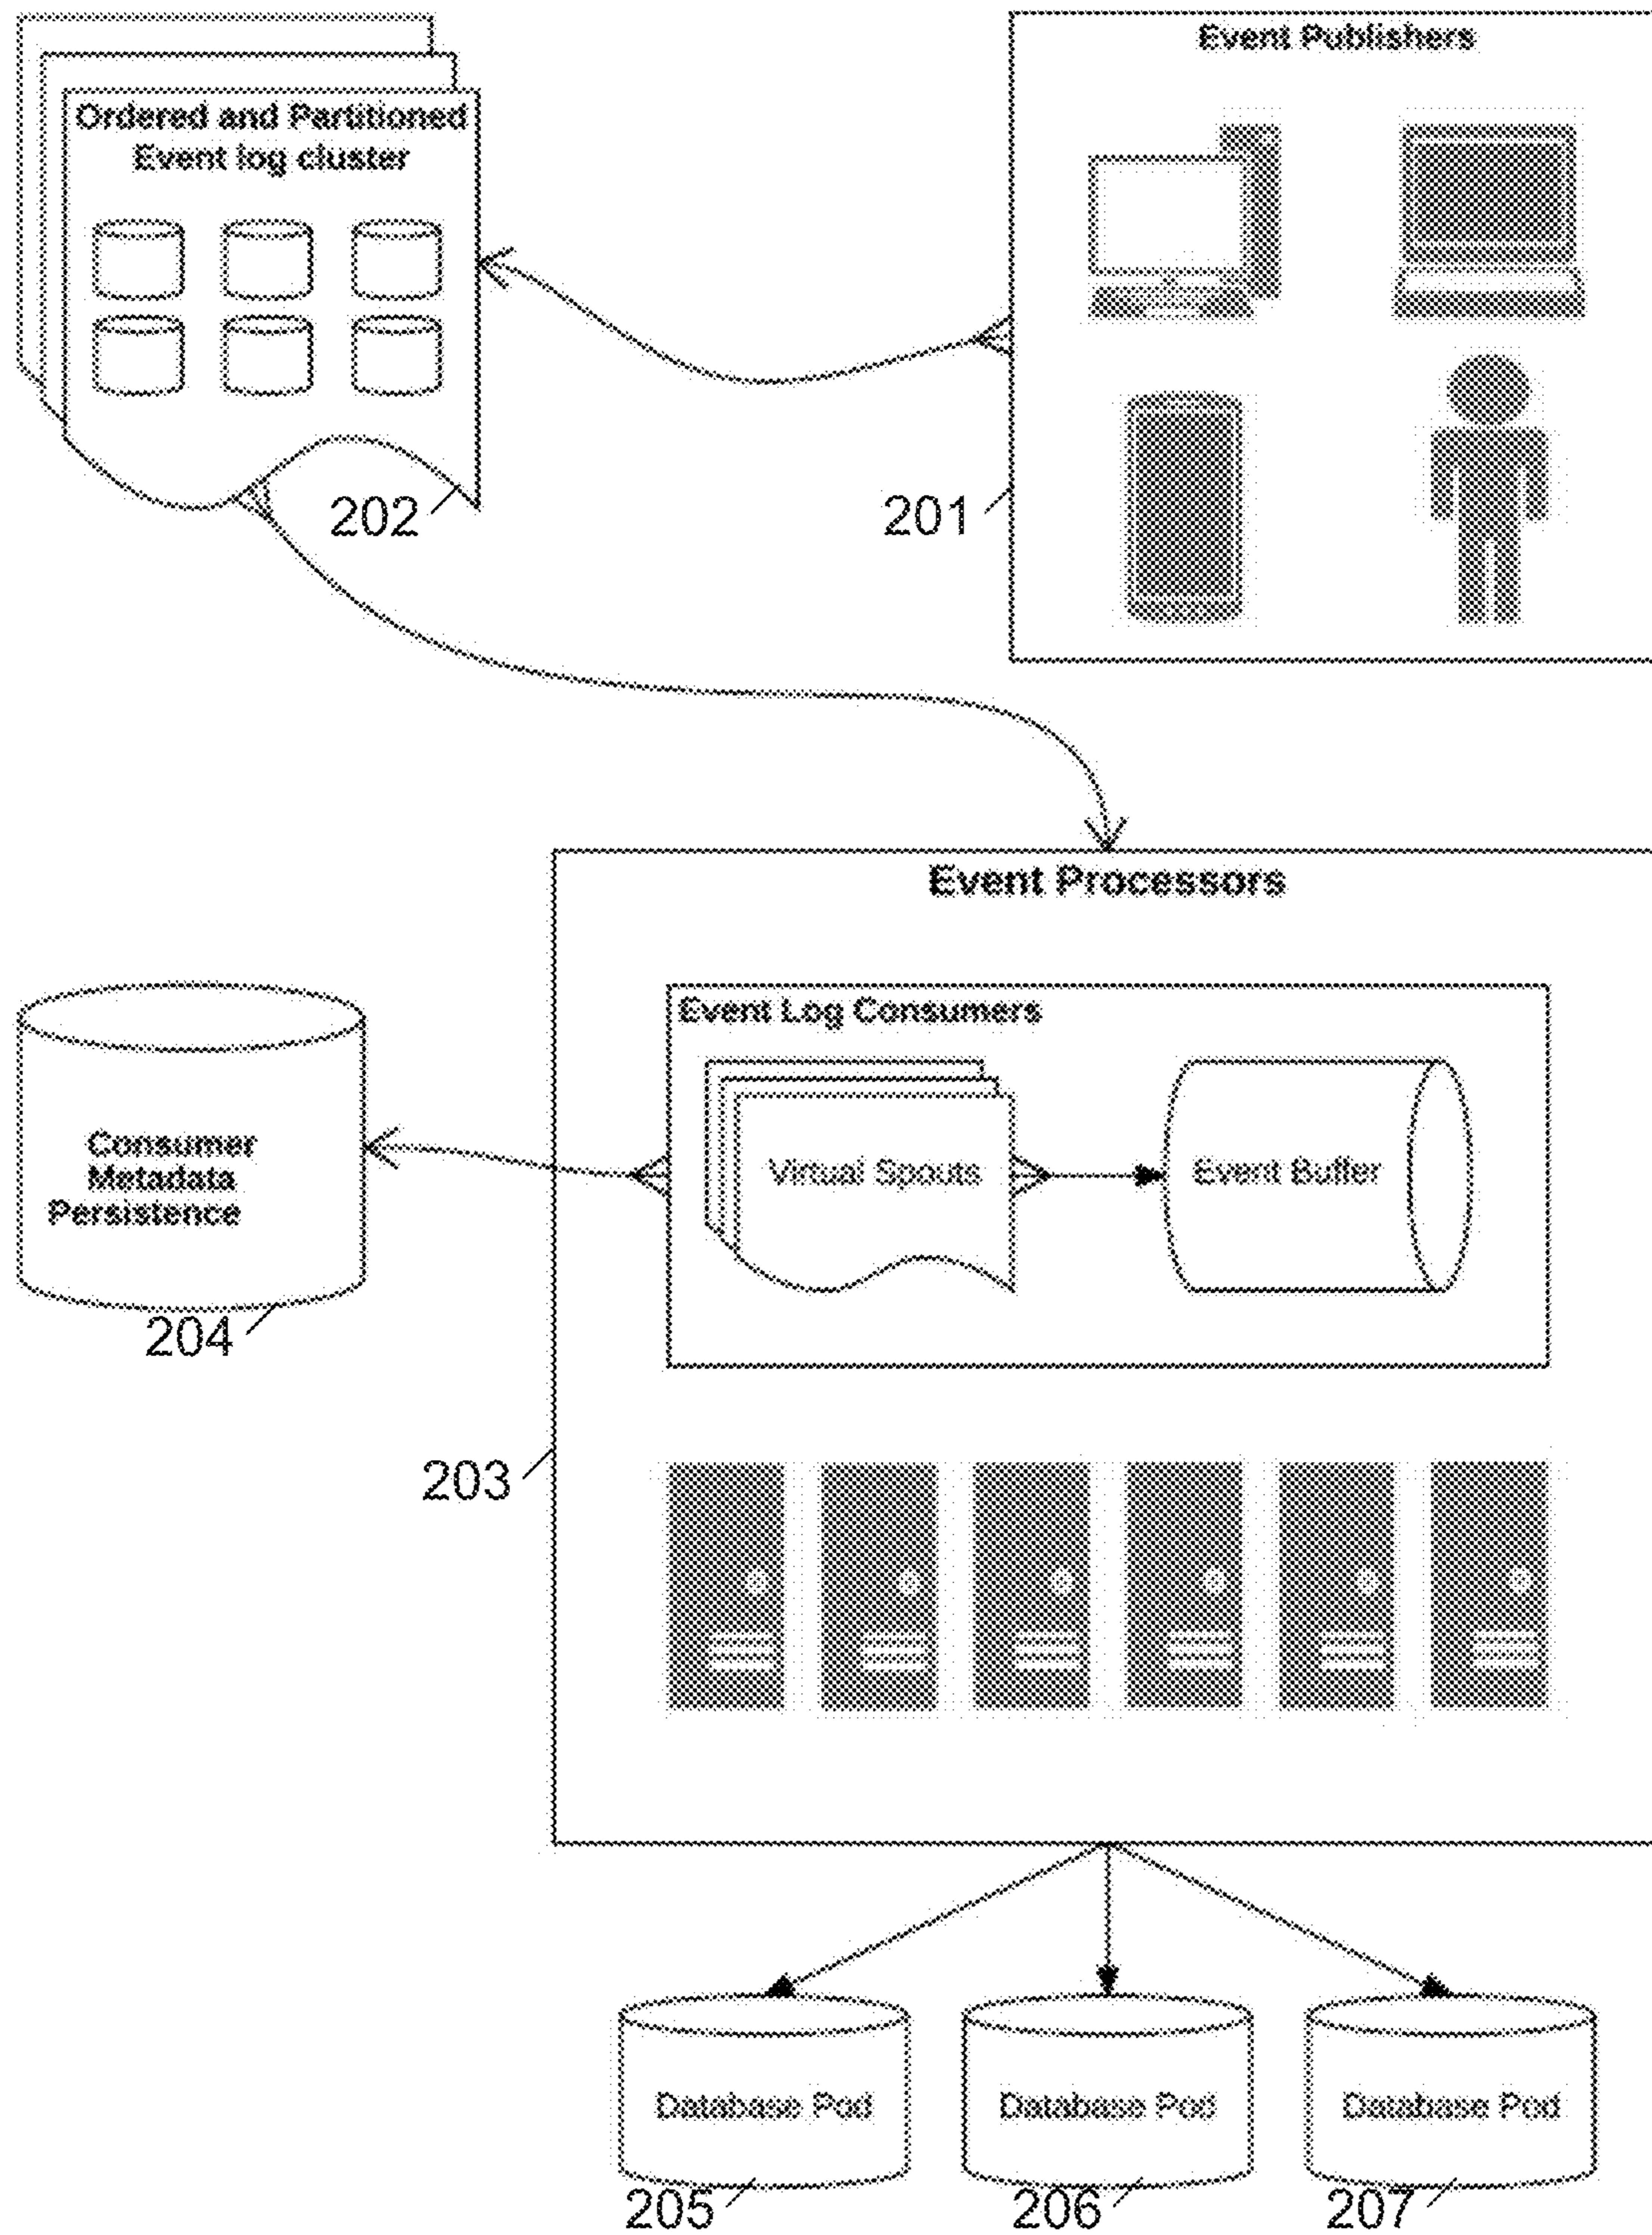 Event Publishers
Ordered and Partitioned
Event log cluster
202
201
Event Processors
Event Log Consumers
Virtual Spouts
Event Buffer
Consumer
Metadata
Persistence
204
203
Database Pod
Database Pod
Database Pod
205
206
207